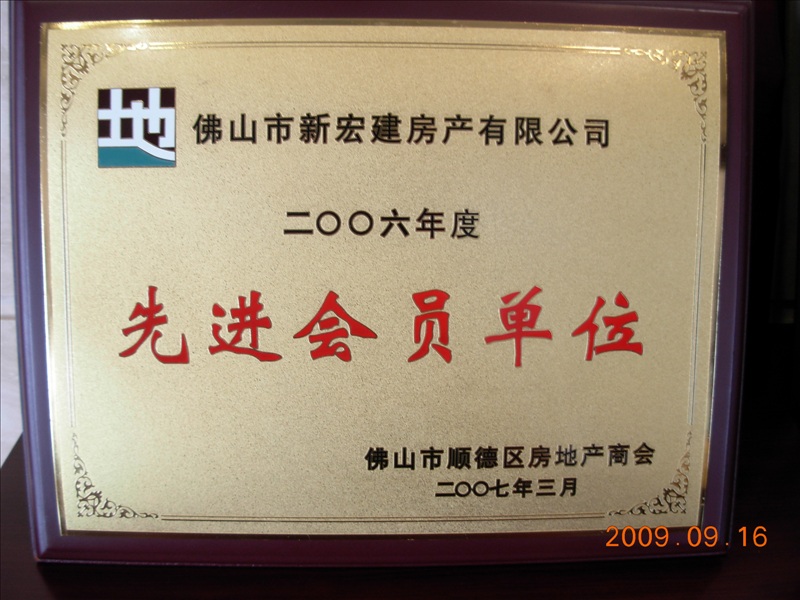 地
佛山市新宏建房产有限公司
二〇〇六年度
先进会员单位
佛山市顺德区房地产商会
二〇〇七年三月
2009.09.16